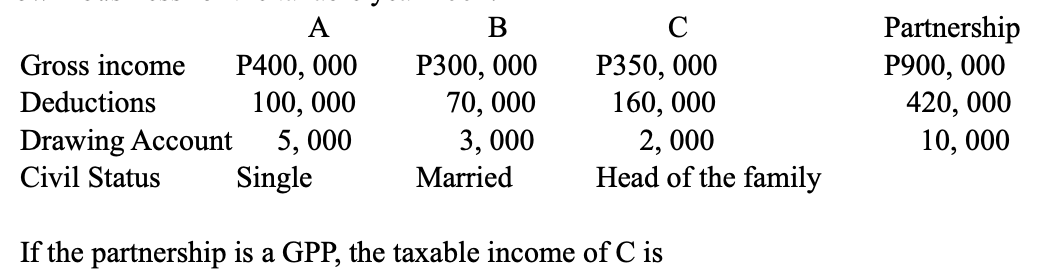 A B C Partnership
Gross income P400, 000 P300, 000 P350, 000 P900, 000
Deductions 100, 000 70, 000 160, 000 420, 000
Drawing Account 5, 000 3, 000 2, 000 10, 000
Civil Status Single Married Head of the family
If the partnership is a GPP, the taxable income of C is